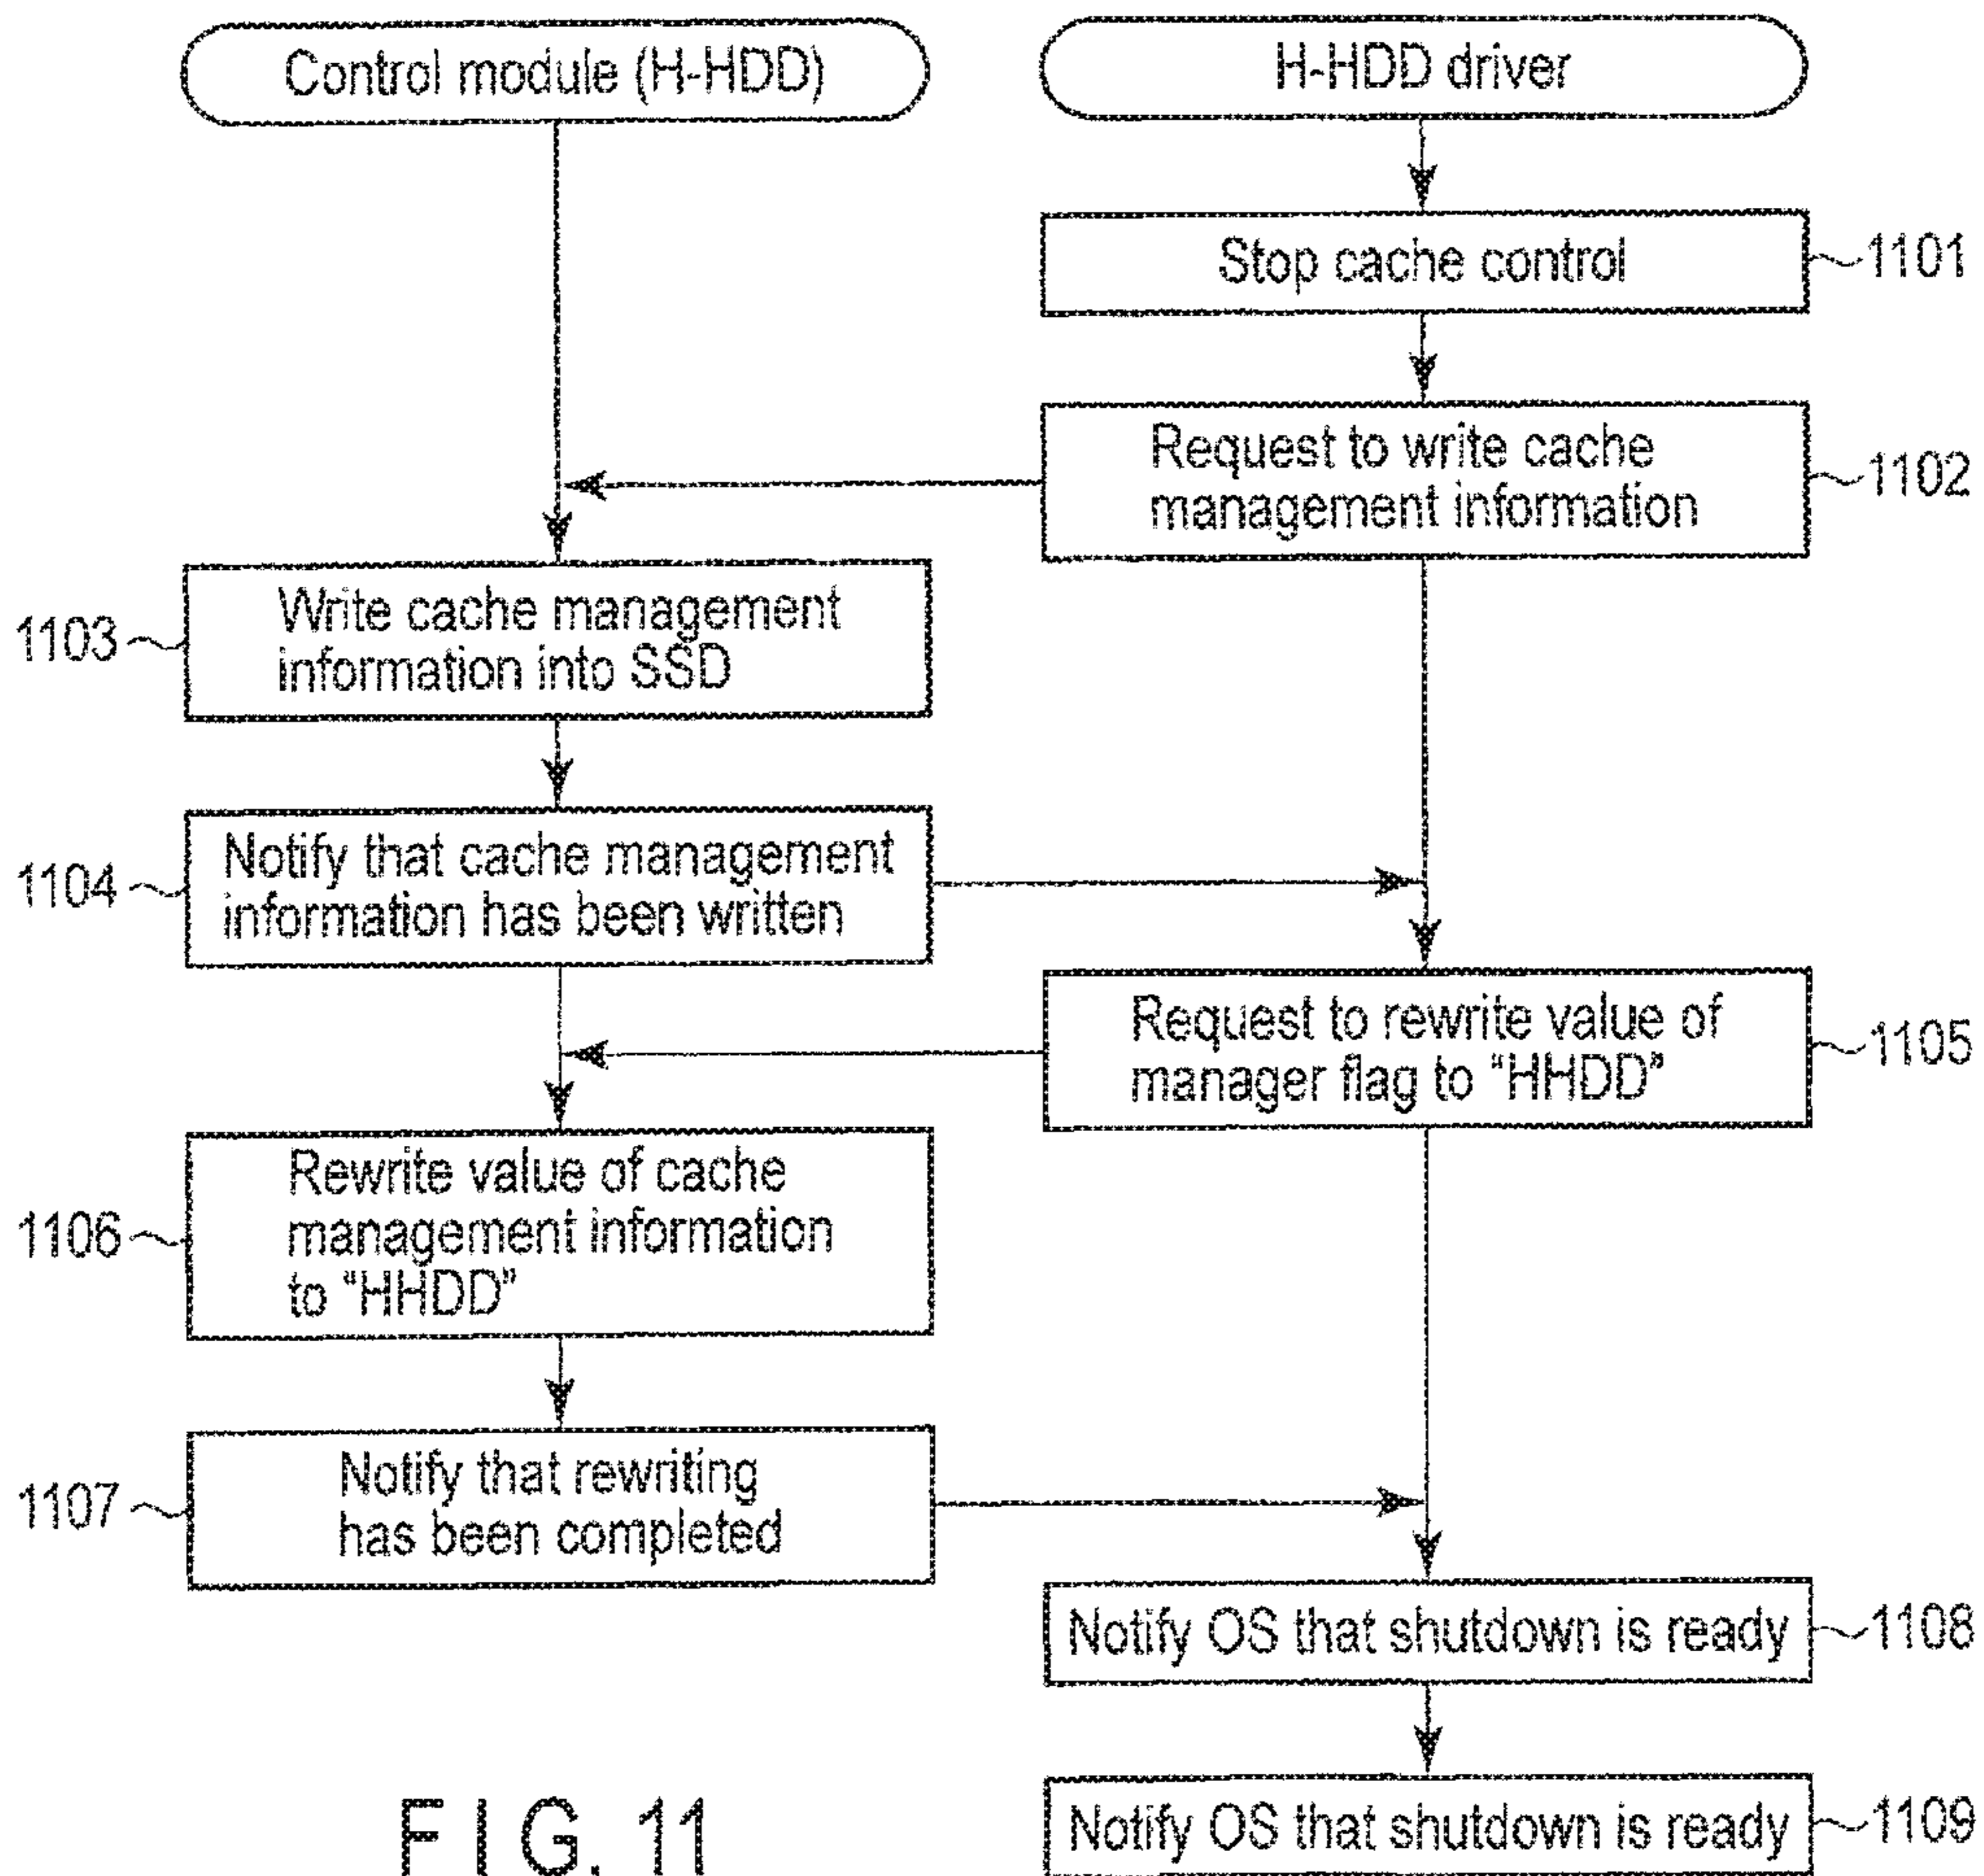 Control module (H-HDD)
H-HDD driver
Stop cache control
1101
Request to write cache
management information
1102
1103
Write cache management
information into SSD
1104
Notify that cache management
information has been written
Request to rewrite value of
manager flag to “HHDD”
1105
1106
Rewrite value of cache
management information
to “HHDD”
1107
Notify that rewriting
has been completed
Notify OS that shutdown is ready
1108
Notify OS that shutdown is ready
1109
FIG. 11